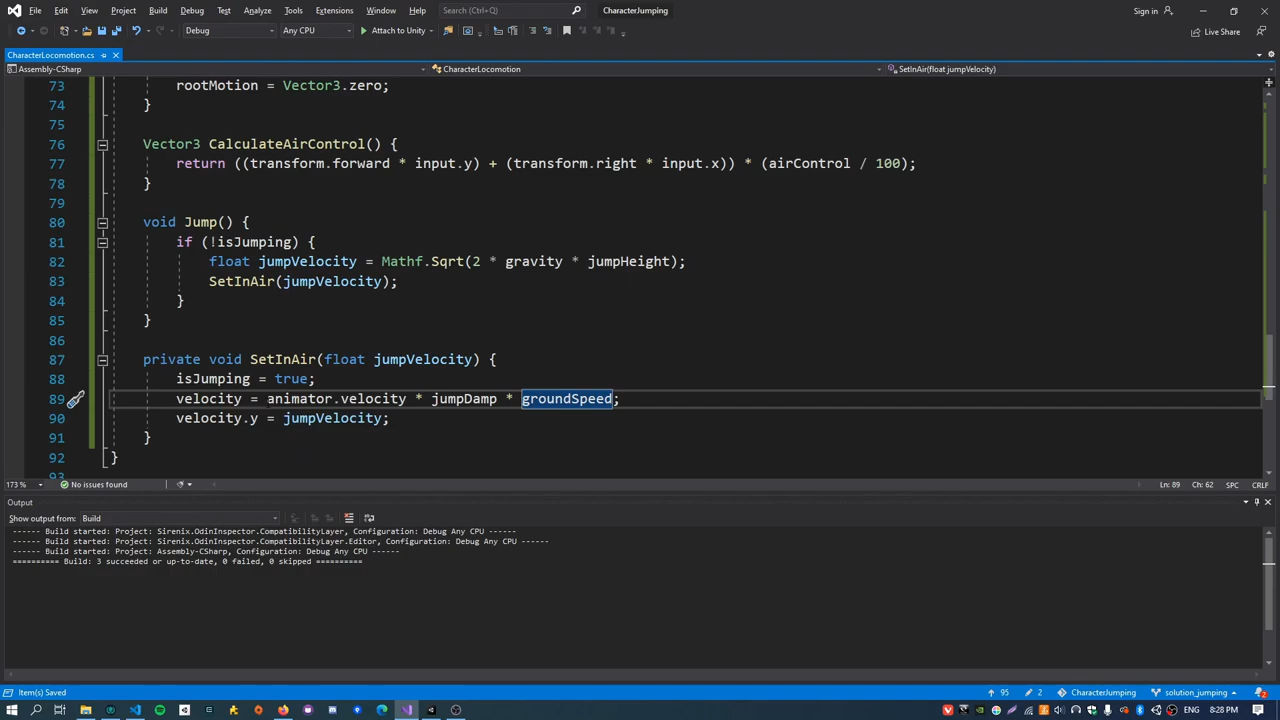 File Edit View Project Build Debug Test Analyze Tools Extensions Window Help Search (Ctrl+Q) CharacterJumping Sign in
Debug Any CPU Attach to Unity Live Share
CharacterLocomotion.cs
Assembly-CSharp CharacterLocomotion SetInAir(float jumpVelocity)
73 rootMotion = Vector3.zero;
74 }
75
76 Vector3 CalculateAirControl() {
77 return ((transform.forward * input.y) + (transform.right * input.x)) * (airControl / 100);
78 }
79
80 void Jump() {
81 if (!isJumping) {
82 float jumpVelocity = Mathf.Sqrt(2 * gravity * jumpHeight);
83 SetInAir(jumpVelocity);
84 }
85 }
86
87 private void SetInAir(float jumpVelocity) {
88 isJumping = true;
89 velocity = animator.velocity * jumpDamp * groundSpeed;
90 velocity.y = jumpVelocity;
91 }
92 }
93
173 % No issues found Ln: 89 Ch: 62 SPC CRLF
Output
Show output from: Build
------ Build started: Project: Sirenix.OdinInspector.CompatibilityLayer, Configuration: Debug Any CPU ------
------ Build started: Project: Sirenix.OdinInspector.CompatibilityLayer.Editor, Configuration: Debug Any CPU ------
------ Build started: Project: Assembly-CSharp, Configuration: Debug Any CPU ------
========== Build: 3 succeeded or up-to-date, 0 failed, 0 skipped ==========
Item(s) Saved 95 2 CharacterJumping solution_jumping 2
ENG 8:28 PM